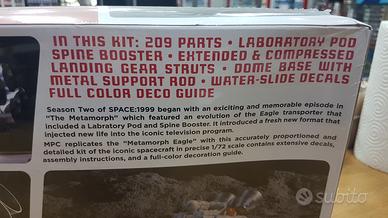 IN THIS KIT: 209 PARTS • LABORATORY POD
SPINE BOOSTER • EXTENDED & COMPRESSED
LANDING GEAR STRUTS • DOME BASE WITH
METAL SUPPORT ROD • WATER-SLIDE DECALS
FULL COLOR DECO GUIDE
Season Two of SPACE:1999 began with an exciting and memorable episode in
"The Metamorph" which featured an evolution of the Eagle transporter that
included a Labratory Pod and Spine Booster. It introduced a fresh new format that
injected new life into the iconic television program.
MPC replicates the "Metamorph Eagle" with this accurately proportioned and
detailed kit of the iconic spacecraft in precise 1/72 scale contains extensive decals,
assembly instructions, and a full-color decoration guide.
subito